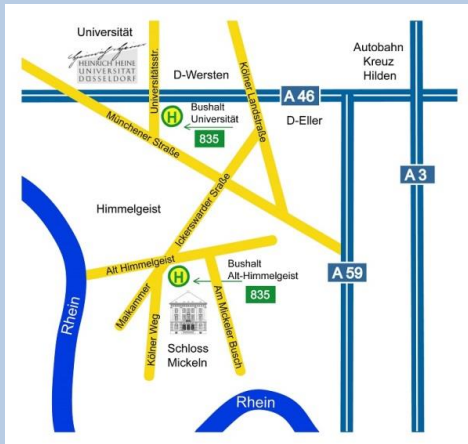 Universität
HEINRICH HEINE
UNIVERSITÄT
DÜSSELDORF
Universitätsstr.
D-Wersten
Kölner Landstraße
Autobahn
Kreuz
Hilden
A 46
Münchener Straße
H
Bushalt
Universität
835
D-Eller
A 3
Himmelgeist
Ickerswarder Straße
Alt Himmelgeist
H
Bushalt
Alt-Himmelgeist
835
A 59
Rhein
Malkammer
Kölner Weg
Am Mickeler Busch
Schloss
Mickeln
Rhein